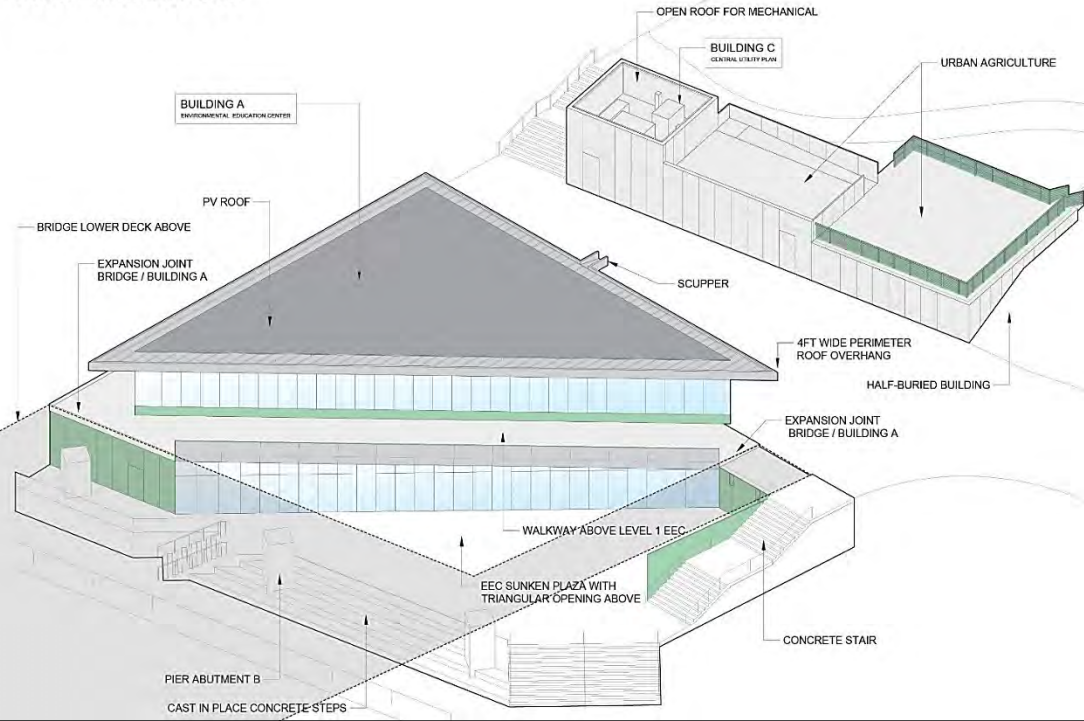 OPEN ROOF FOR MECHANICAL
BUILDING C
CENTRAL UTILITY PLAN
URBAN AGRICULTURE
BUILDING A
ENVIRONMENTAL EDUCATION CENTER
PV ROOF
BRIDGE LOWER DECK ABOVE
EXPANSION JOINT
BRIDGE / BUILDING A
SCUPPER
4FT WIDE PERIMETER
ROOF OVERHANG
HALF-BURIED BUILDING
EXPANSION JOINT
BRIDGE / BUILDING A
WALKWAY ABOVE LEVEL 1 EEC
EEC SUNKEN PLAZA WITH
TRIANGULAR OPENING ABOVE
CONCRETE STAIR
PIER ABUTMENT B
CAST IN PLACE CONCRETE STEPS